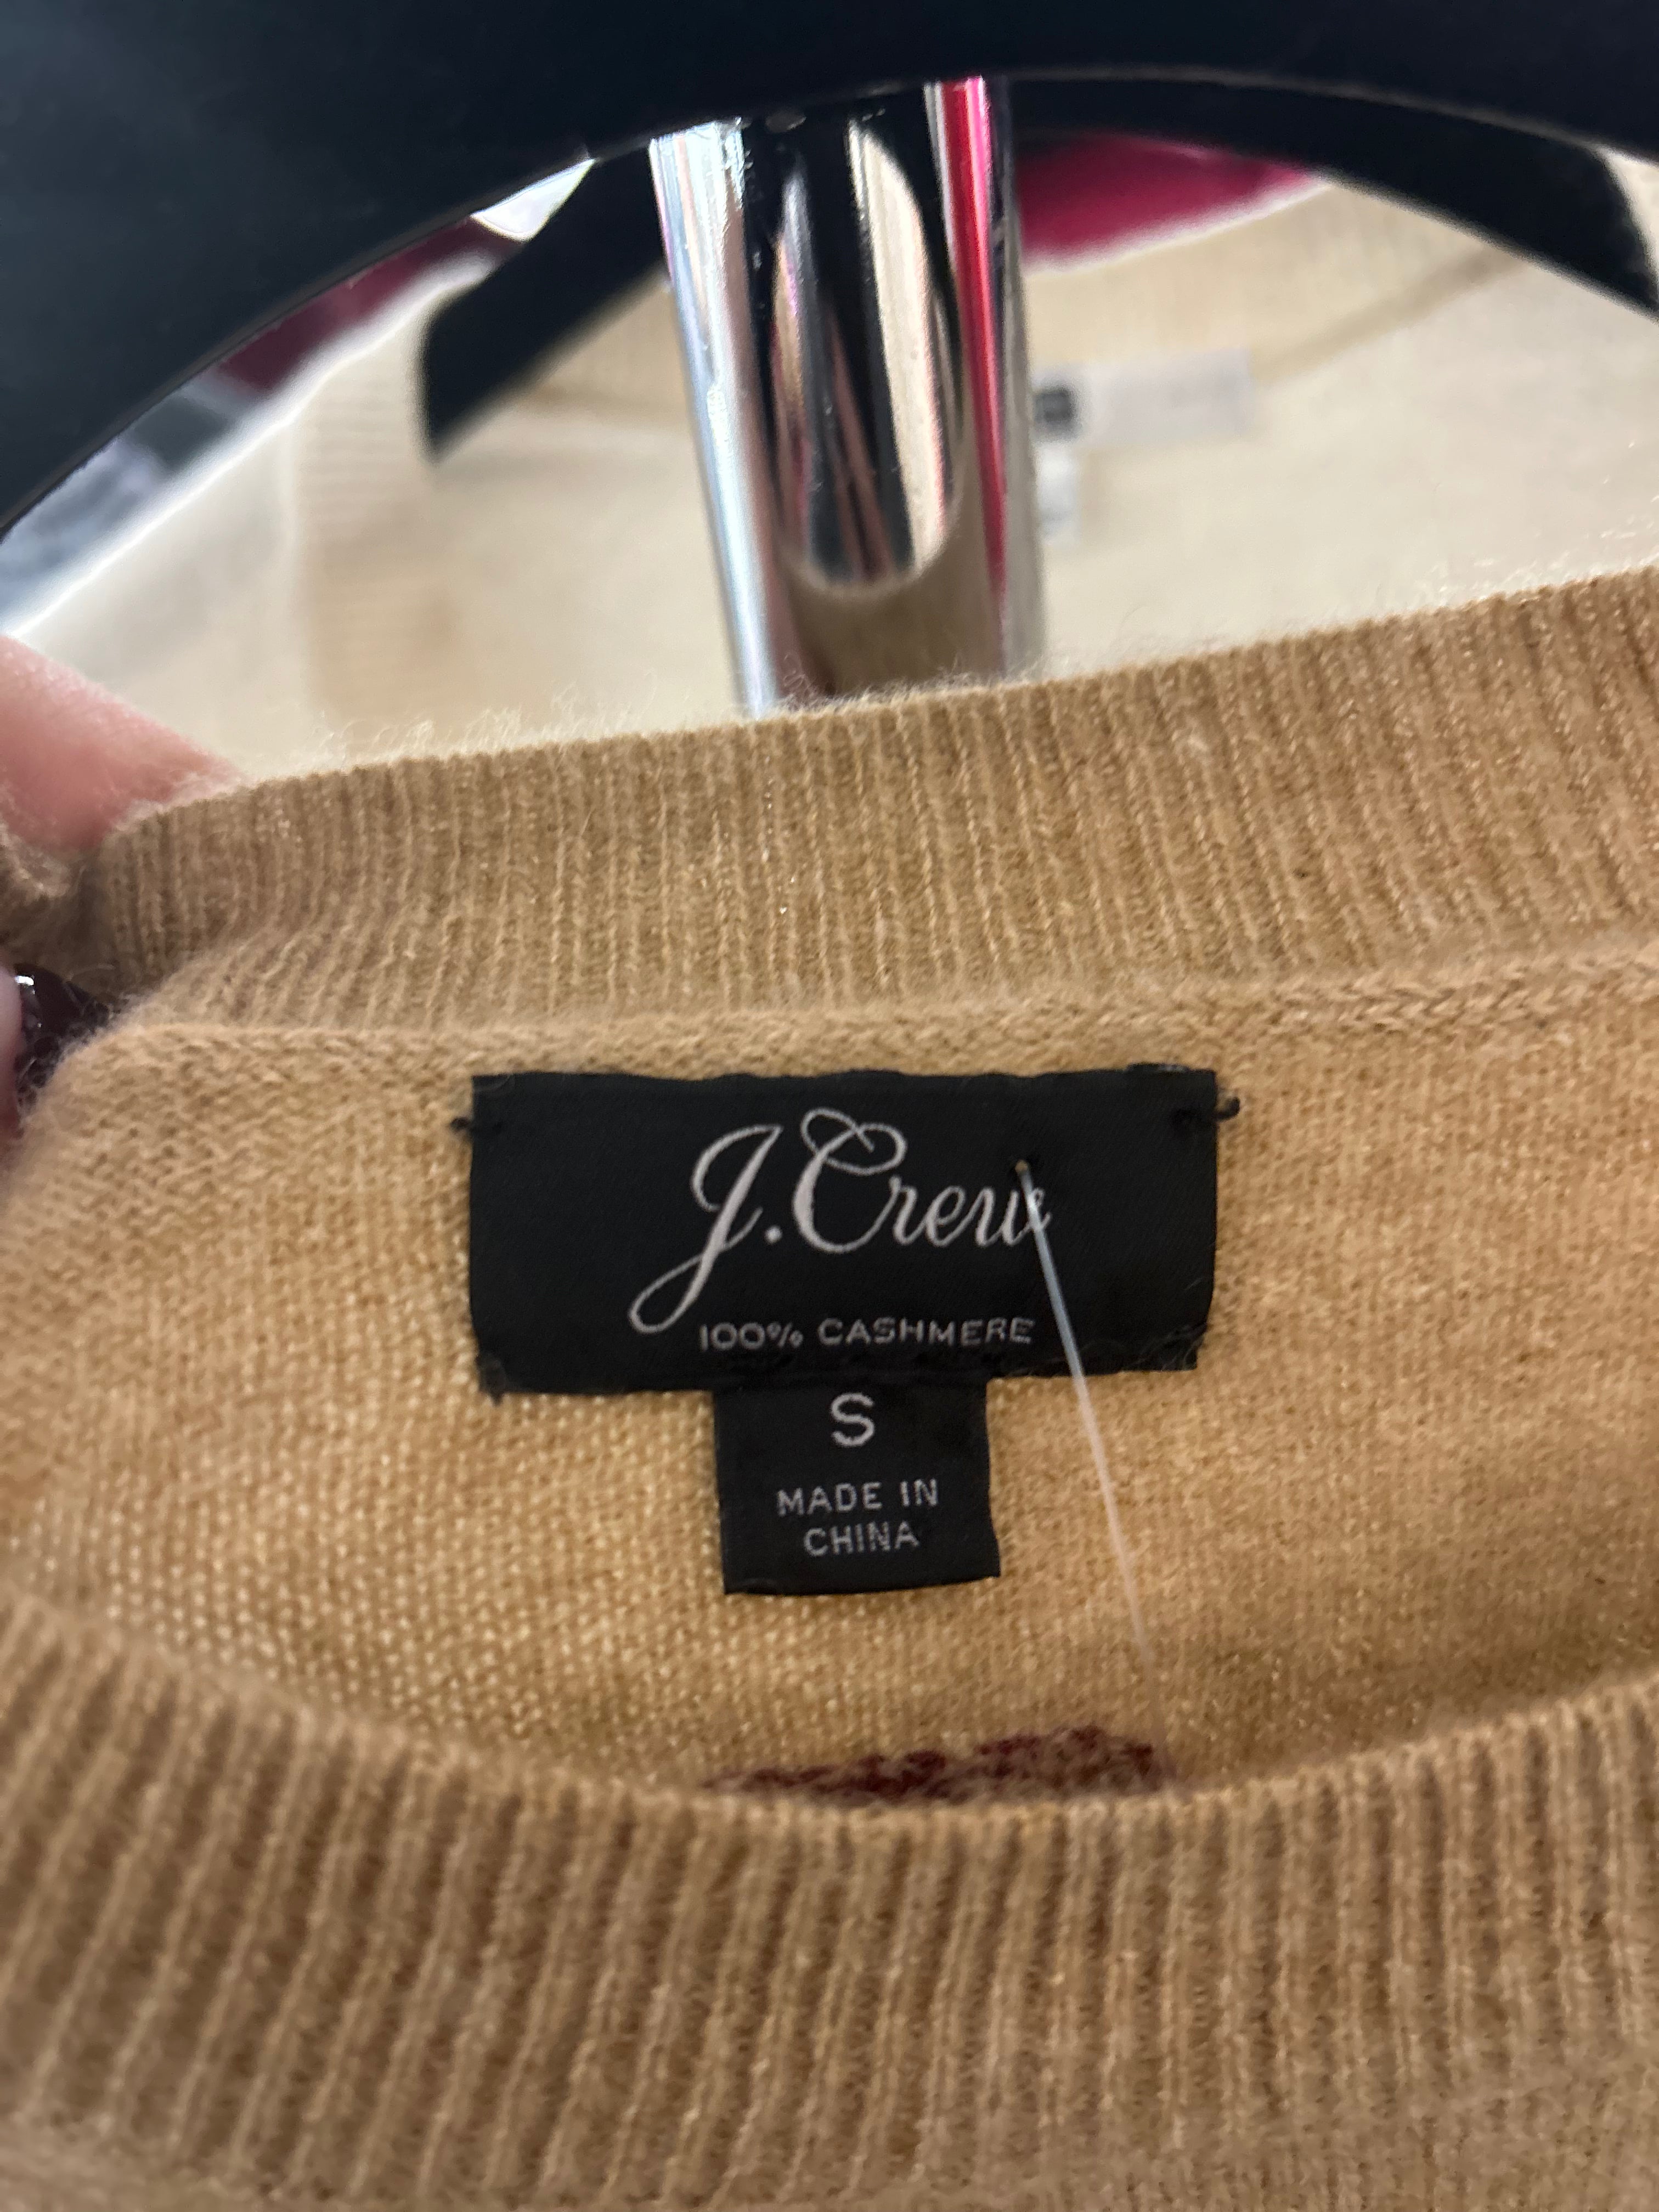 J.Crew
100% CASHMERE
S
MADE IN
CHINA